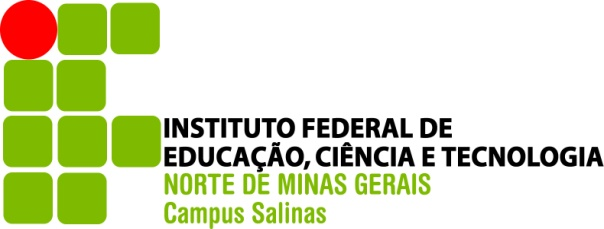 INSTITUTO FEDERAL DE
EDUCAÇÃO, CIÊNCIA E TECNOLOGIA
NORTE DE MINAS GERAIS
Campus Salinas